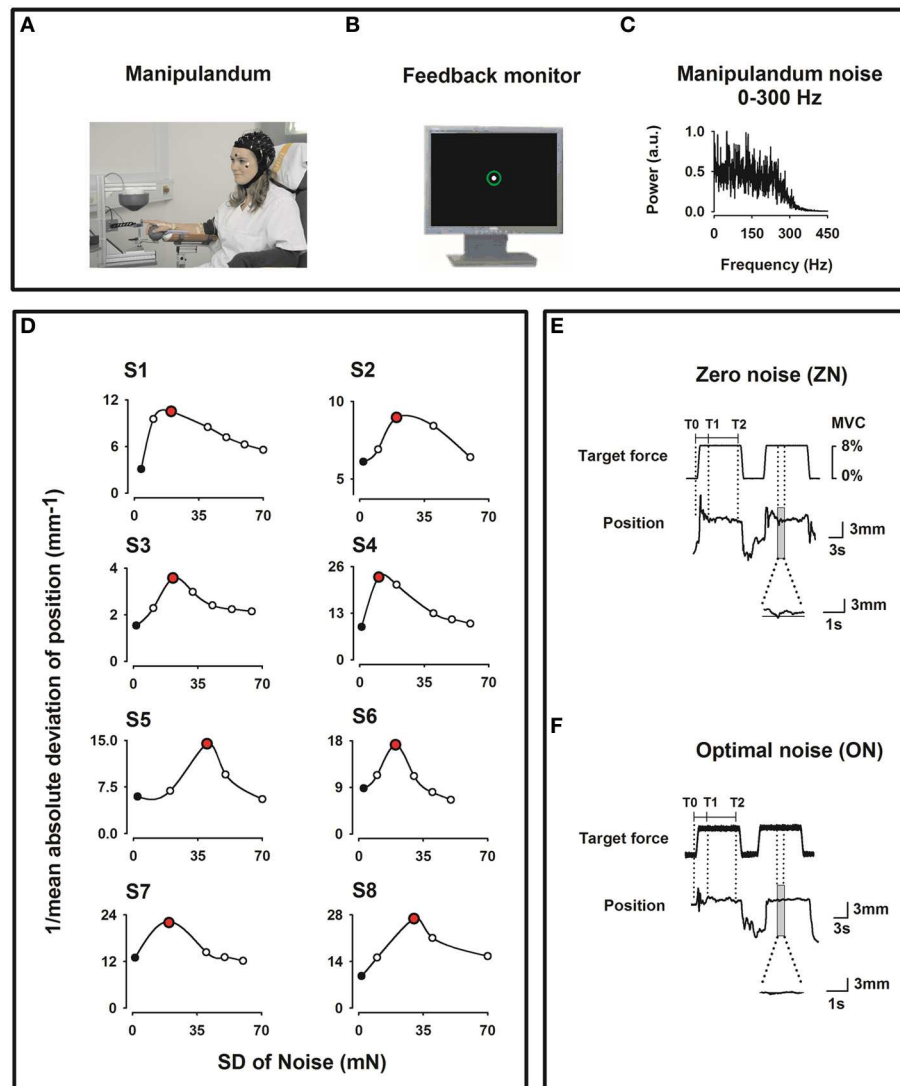 A
Manipulandum
B
Feedback monitor
C
Manipulandum noise
0-300 Hz
Power (a.u.)
1.0
0.5
0.0
0 150 300 450
Frequency (Hz)
D
1/mean absolute deviation of position (mm-1)
S1
12
6
0
0 35 70
S2
10
5
0 35 70
S3
4
2
0
0 35 70
S4
26
13
0
0 35 70
S5
15.0
7.5
0.0
0 35 70
S6
18
9
0
0 35 70
S7
24
12
0
0 35 70
S8
28
14
0
0 35 70
SD of Noise (mN)
E
Zero noise (ZN)
T0 T1 T2 MVC
Target force
8%
0%
Position
3mm
3s
3mm
1s
F
Optimal noise (ON)
T0 T1 T2
Target force
Position
3mm
3s
3mm
1s